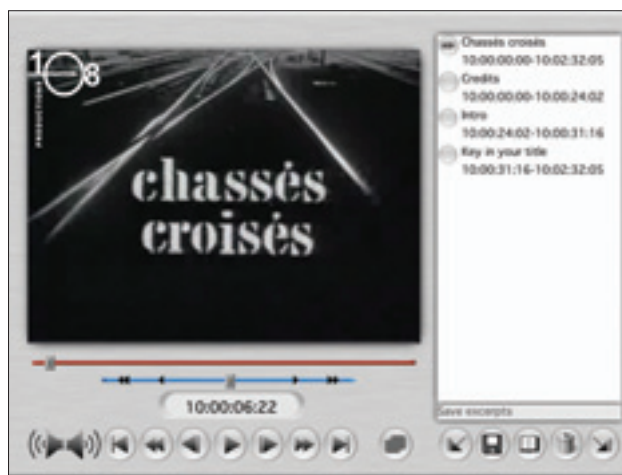 108
PRODUCTIONS
chassés
croisés
10:00:06:22
Chassés croisés
10:00:00:00-10:02:32:05
Credits
10:00:00:00-10:00:24:02
Intro
10:00:24:02-10:00:31:16
Key in your title
10:00:31:16-10:02:32:05
Save excerpts